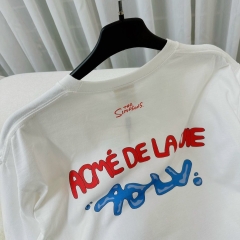 THE SIMPSONS
ACMÉ DE LA VIE
ADLV